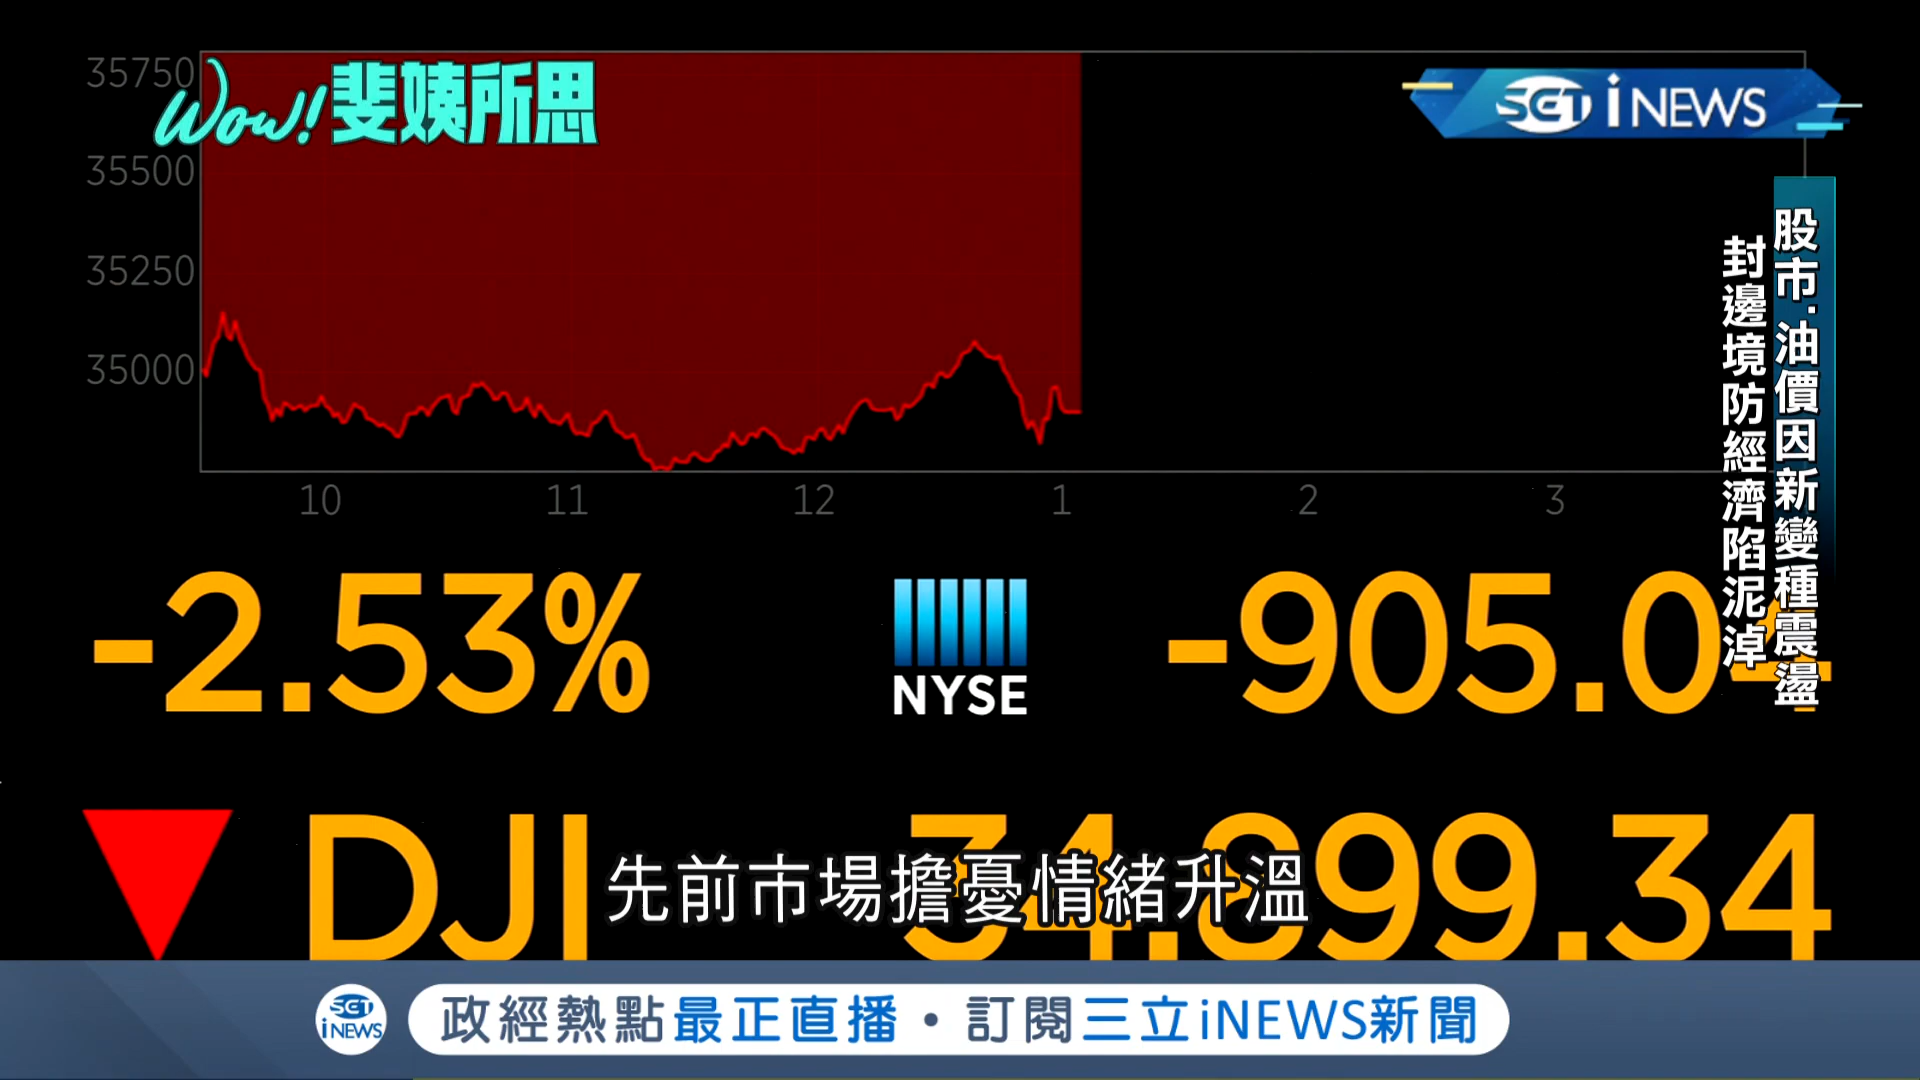 35750
35500
35250
35000
Wow!! 斐姨所思
SET iNEWS
股市.油價因新變種震盪
封邊境防經濟陷泥淖
10 11 12 1 2 3
-2.53%
NYSE
-905.04
DJI 34,899.34
先前市場擔憂情緒升溫
SET iNEWS
政經熱點最正直播・訂閱三立iNEWS新聞